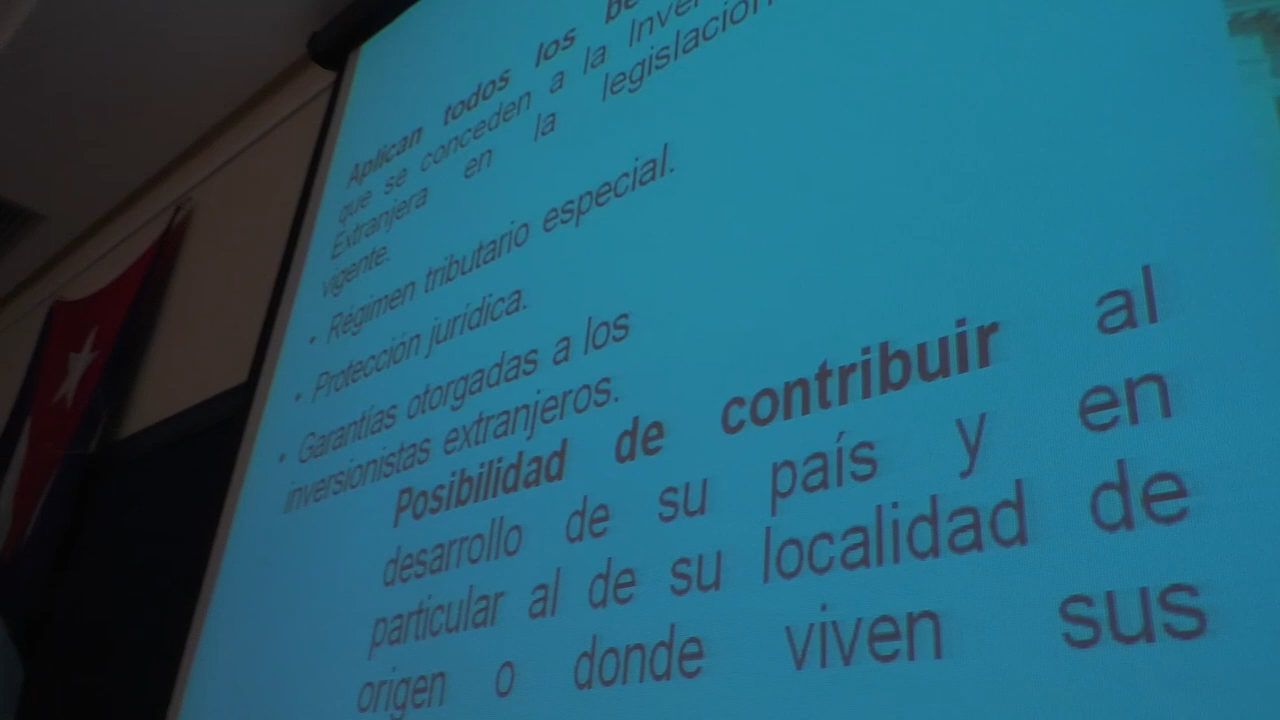 Aplican todos los
que se conceden a la
Extranjera en la legislación
vigente.
• Régimen tributario especial.
• Protección jurídica.
• Garantías otorgadas a los
inversionistas extranjeros.
Posibilidad de contribuir al
desarrollo de su país y en
particular al de su localidad de
origen o donde viven sus